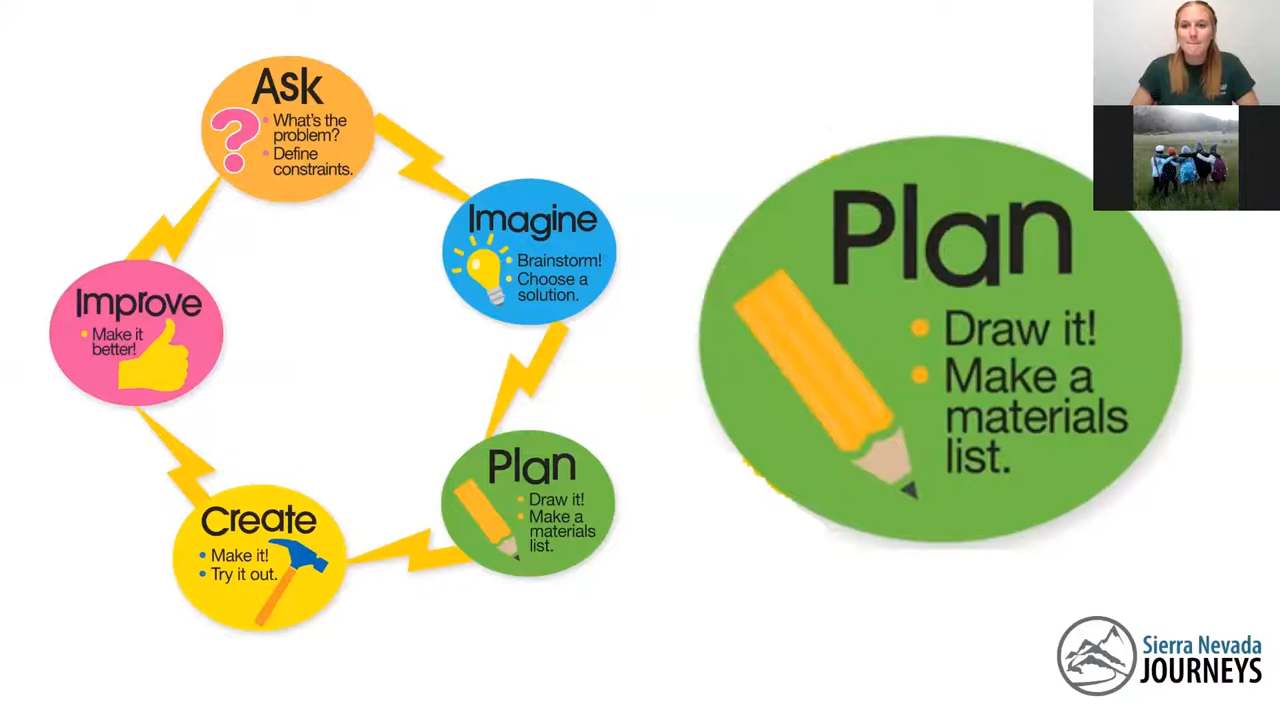 Ask
What's the
problem?
Define
constraints.
Imagine
Brainstorm!
Choose a
solution.
Plan
Draw it!
Make a
materials
list.
Create
Make it!
Try it out.
Improve
Make it
better!
Plan
Draw it!
Make a
materials
list.
Sierra Nevada
JOURNEYS